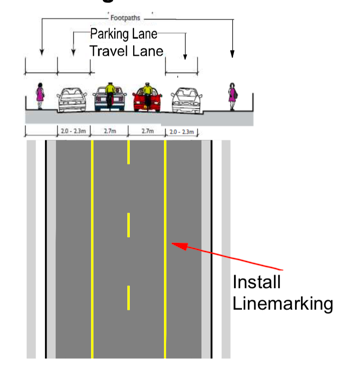 Footpaths
Parking Lane
Travel Lane
2.0 - 2.3m
2.7m
2.7m
2.0 - 2.3m
Install
Linemarking